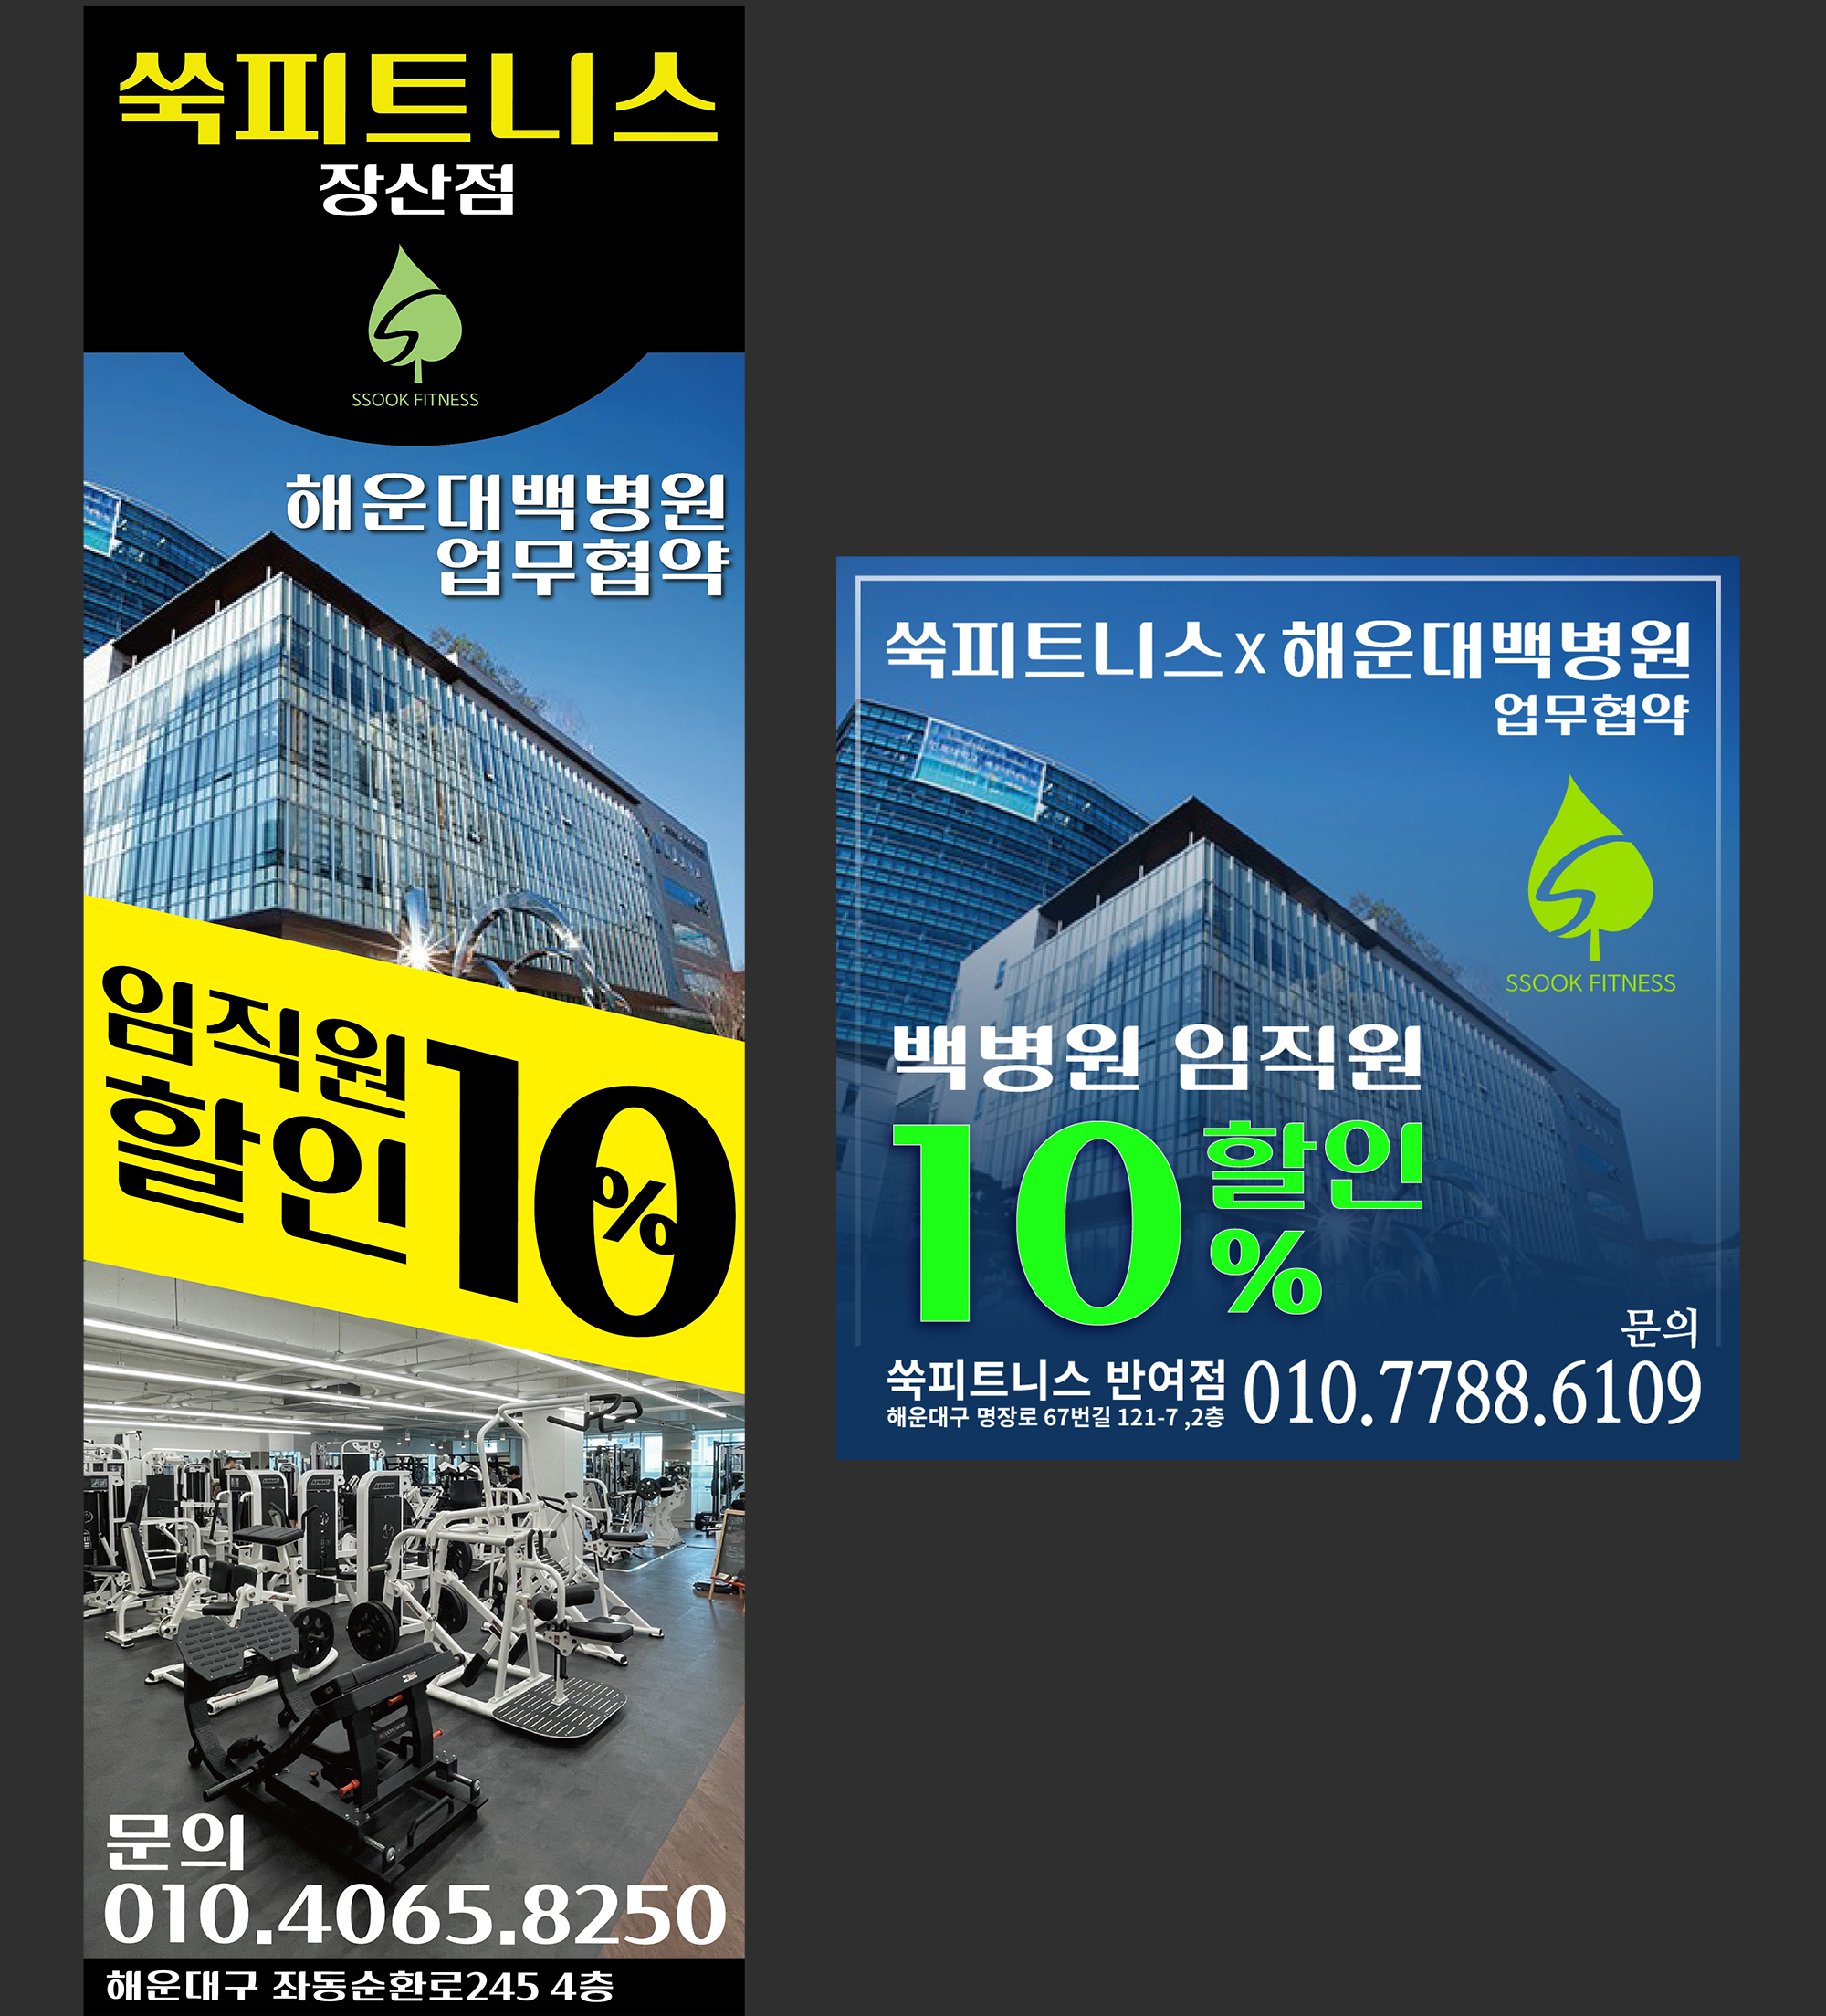 쑥피트니스
장산점
SSOOK FITNESS
해운대백병원
업무협약
임직원
할인
10%
문의
010.4065.8250
해운대구 좌동순환로245 4층
쑥피트니스 X 해운대백병원
업무협약
SSOOK FITNESS
백병원 임직원
10 할인
%
문의
쑥피트니스 반여점
해운대구 명장로 67번길 121-7 ,2층
010.7788.6109